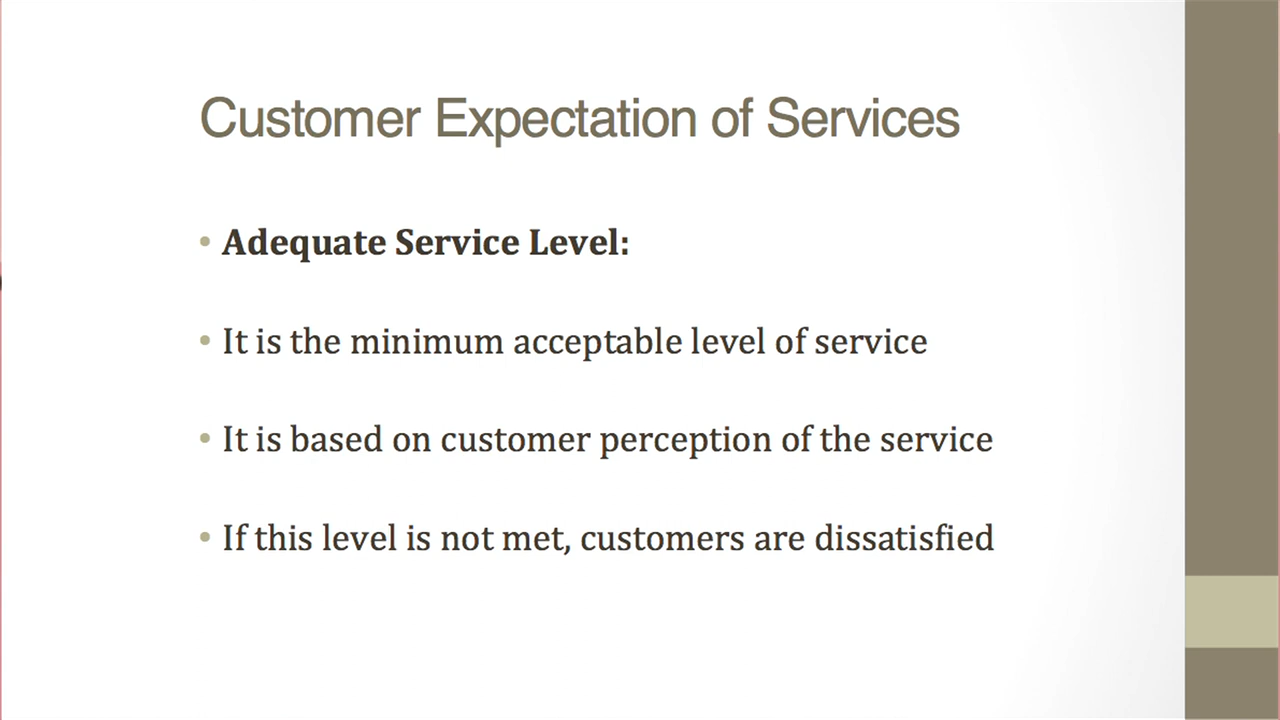 Customer Expectation of Services
• Adequate Service Level:
• It is the minimum acceptable level of service
• It is based on customer perception of the service
• If this level is not met, customers are dissatisfied